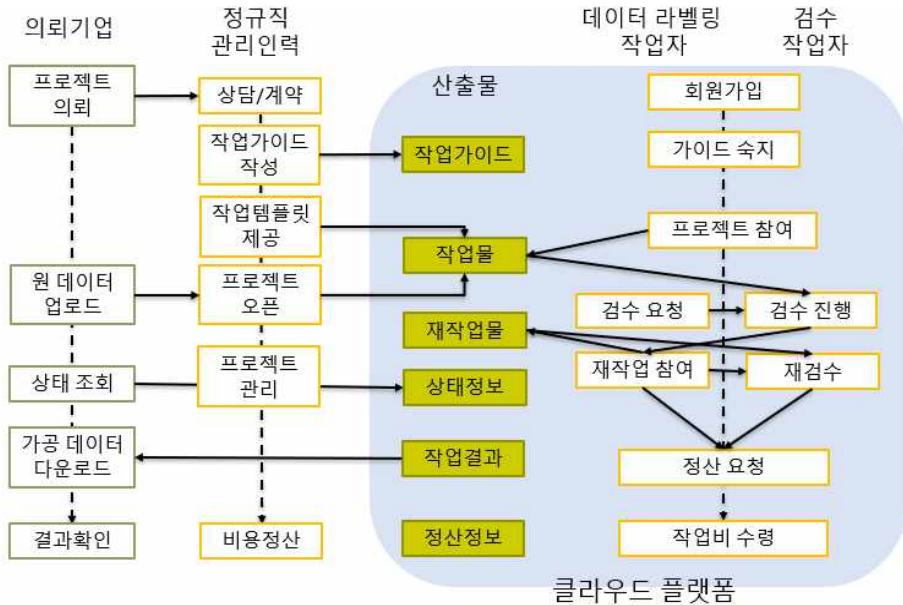 의뢰기업
정규직
관리인력
데이터 라벨링
작업자
검수
작업자
산출물
프로젝트
의뢰
상담/계약
회원가입
작업가이드
작성
작업가이드
가이드 숙지
작업템플릿
제공
작업물
프로젝트 참여
원 데이터
업로드
프로젝트
오픈
검수 요청
검수 진행
재작업물
상태 조회
프로젝트
관리
상태정보
재작업 참여
재검수
가공 데이터
다운로드
작업결과
정산 요청
결과확인
비용정산
정산정보
작업비 수령
클라우드 플랫폼